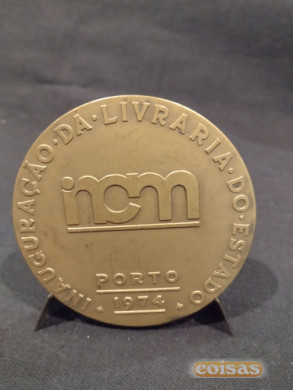 INAUGURAÇÃO·DA·LIVRARIA·DO·ESTADO
incm
PORTO
1974
coisas